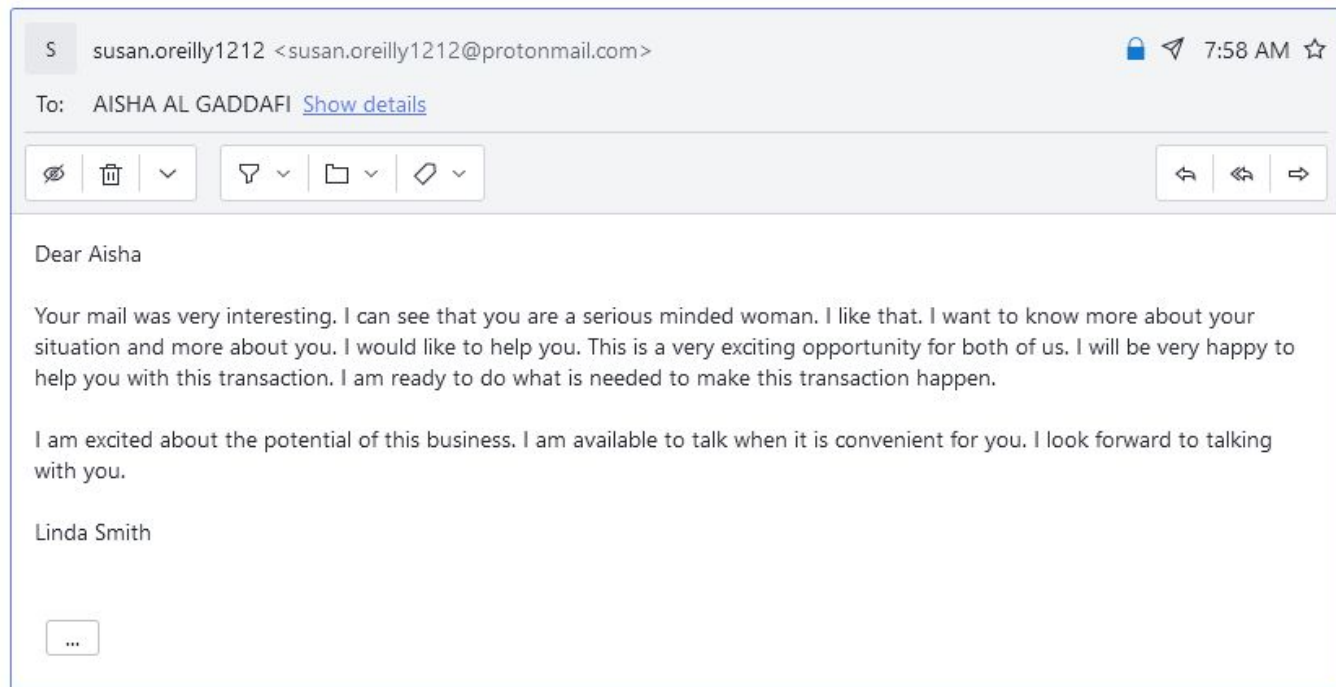 S susan.oreilly1212 <susan.oreilly1212@protonmail.com> 7:58 AM
To: AISHA AL GADDAFI Show details
Dear Aisha
Your mail was very interesting. I can see that you are a serious minded woman. I like that. I want to know more about your
situation and more about you. I would like to help you. This is a very exciting opportunity for both of us. I will be very happy to
help you with this transaction. I am ready to do what is needed to make this transaction happen.
I am excited about the potential of this business. I am available to talk when it is convenient for you. I look forward to talking
with you.
Linda Smith
...